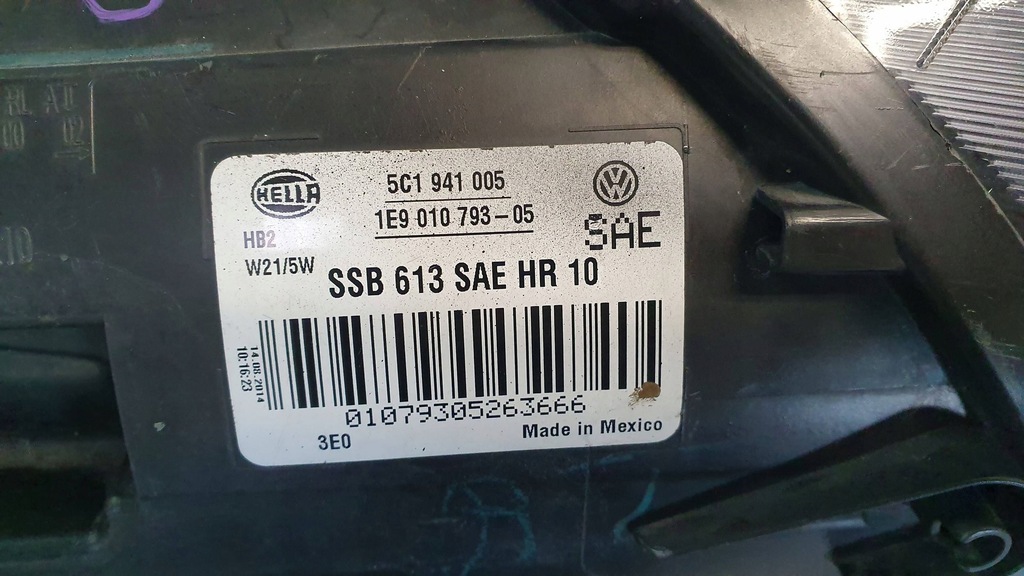 HELLA
5C1 941 005
1E9 010 793-05
HB2
W21/5W
SAE
SSB 613 SAE HR 10
14.08.2014
10:16:23
01079305263666
3E0
Made in Mexico